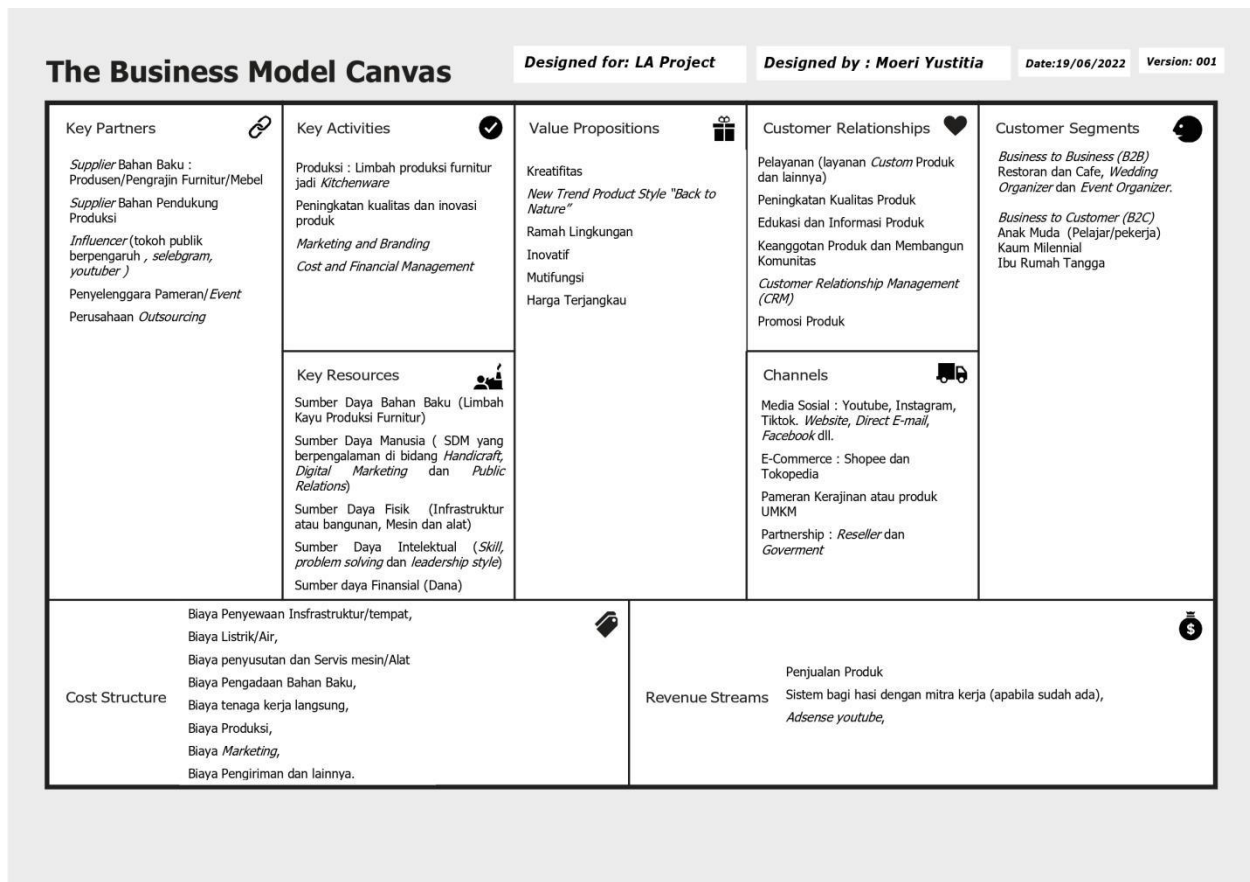 The Business Model Canvas
Designed for: LA Project
Designed by : Moeri Yustitia
Date:19/06/2022
Version: 001
Key Partners
Supplier Bahan Baku :
Produsen/Pengrajin Furnitur/Mebel
Supplier Bahan Pendukung
Produksi
Influencer (tokoh publik
berpengaruh , selebgram,
youtuber )
Penyelenggara Pameran/Event
Perusahaan Outsourcing
Key Activities
Produksi : Limbah produksi furnitur
jadi Kitchenware
Peningkatan kualitas dan inovasi
produk
Marketing and Branding
Cost and Financial Management
Key Resources
Sumber Daya Bahan Baku (Limbah
Kayu Produksi Furnitur)
Sumber Daya Manusia ( SDM yang
berpengalaman di bidang Handicraft,
Digital Marketing dan Public
Relations)
Sumber Daya Fisik (Infrastruktur
atau bangunan, Mesin dan alat)
Sumber Daya Intelektual (Skill,
problem solving dan leadership style)
Sumber daya Finansial (Dana)
Value Propositions
Kreatifitas
New Trend Product Style "Back to
Nature"
Ramah Lingkungan
Inovatif
Mutifungsi
Harga Terjangkau
Customer Relationships
Pelayanan (layanan Custom Produk
dan lainnya)
Peningkatan Kualitas Produk
Edukasi dan Informasi Produk
Keanggotan Produk dan Membangun
Komunitas
Customer Relationship Management
(CRM)
Promosi Produk
Channels
Media Sosial : Youtube, Instagram,
Tiktok. Website, Direct E-mail,
Facebook dll.
E-Commerce : Shopee dan
Tokopedia
Pameran Kerajinan atau produk
UMKM
Partnership : Reseller dan
Goverment
Customer Segments
Business to Business (B2B)
Restoran dan Cafe, Wedding
Organizer dan Event Organizer.
Business to Customer (B2C)
Anak Muda (Pelajar/pekerja)
Kaum Milennial
Ibu Rumah Tangga
Cost Structure
Biaya Penyewaan Insfrastruktur/tempat,
Biaya Listrik/Air,
Biaya penyusutan dan Servis mesin/Alat
Biaya Pengadaan Bahan Baku,
Biaya tenaga kerja langsung,
Biaya Produksi,
Biaya Marketing,
Biaya Pengiriman dan lainnya.
Revenue Streams
Penjualan Produk
Sistem bagi hasi dengan mitra kerja (apabila sudah ada),
Adsense youtube,
$